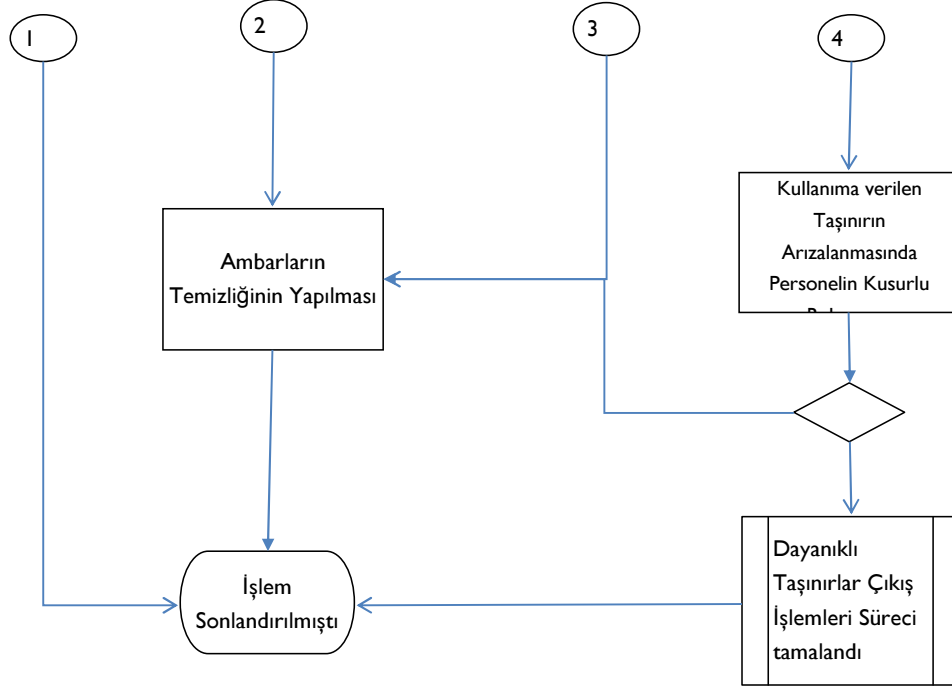 1
2
3
4
Kullanıma verilen
Taşınırın
Arızalanmasında
Personelin Kusurlu
Ambarların
Temizliğinin Yapılması
Dayanıklı
Taşınırlar Çıkış
İşlemleri Süreci
tamalandı
İşlem
Sonlandırılmıştı